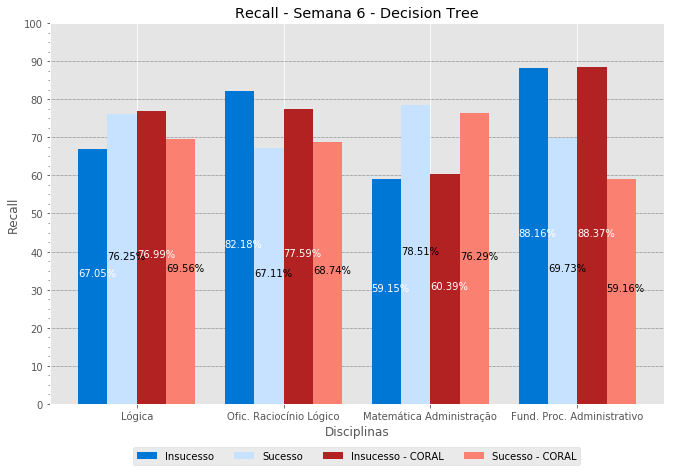 Recall - Semana 6 - Decision Tree
Recall
100
90
80
70
60
50
40
30
20
10
0
67.05%
76.25%
76.99%
69.56%
82.18%
67.11%
77.59%
68.74%
59.15%
78.51%
60.39%
76.29%
88.16%
69.73%
88.37%
59.16%
Lógica
Ofic. Raciocínio Lógico
Matemática Administração
Fund. Proc. Administrativo
Disciplinas
Insucesso
Sucesso
Insucesso - CORAL
Sucesso - CORAL